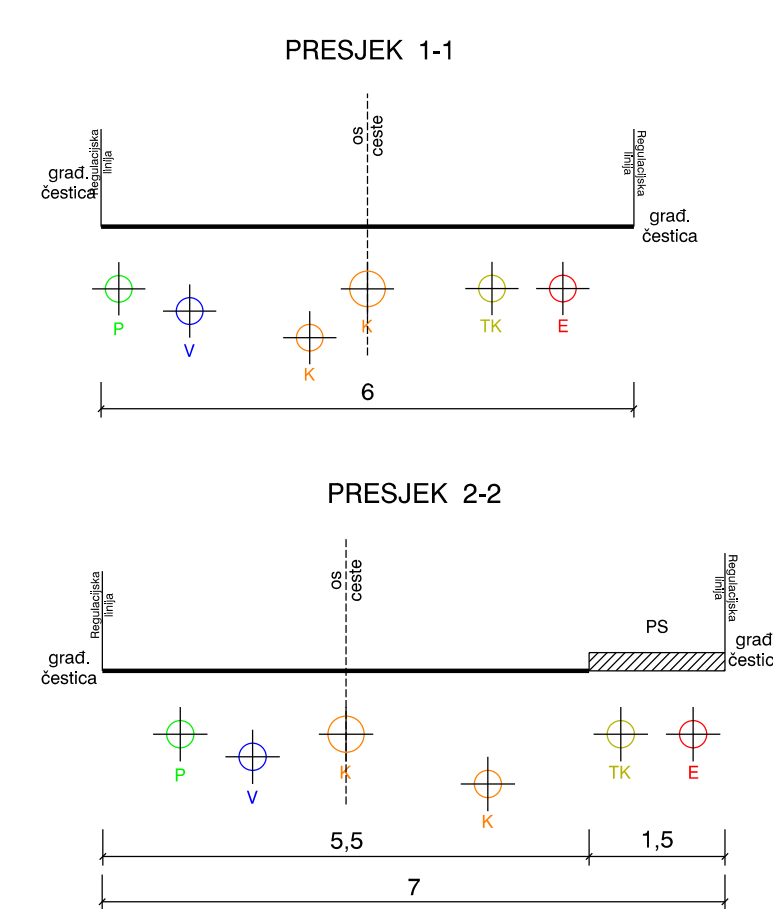 PRESJEK 1-1
os
ceste
Regulacijska
linija
Regulacijska
linija
građ.
čestica
građ.
čestica
P
V
K
K
TK
E
6
PRESJEK 2-2
os
ceste
Regulacijska
linija
Regulacijska
linija
PS
građ.
čestica
građ
čestic
P
V
K
K
TK
E
5,5
1,5
7